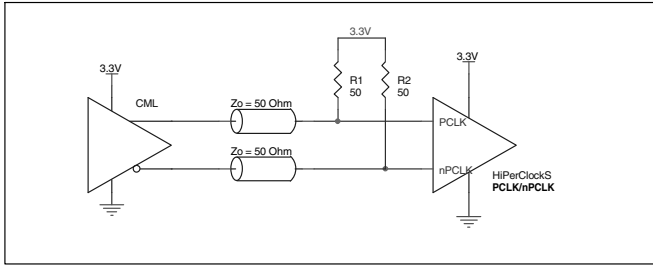 3.3V
3.3V
3.3V
R1
50
R2
50
CML
Zo = 50 Ohm
PCLK
Zo = 50 Ohm
nPCLK
HiPerClockS
PCLK/nPCLK